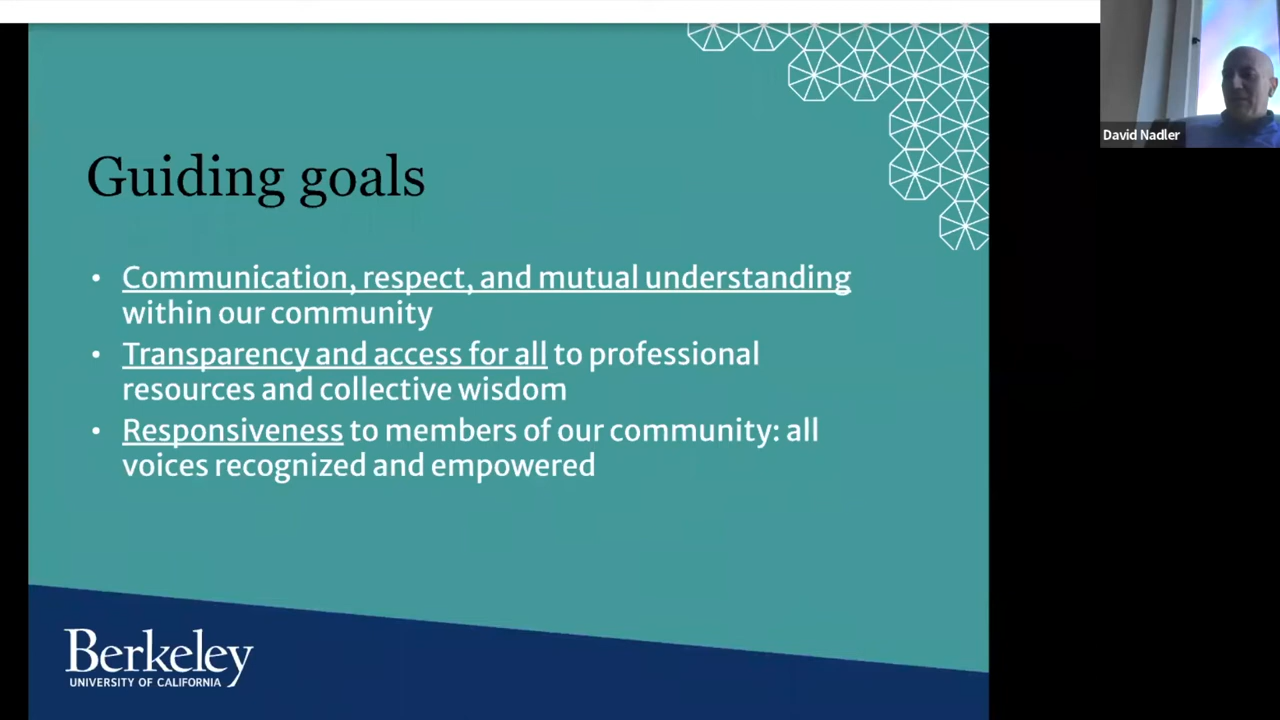 Guiding goals
• Communication, respect, and mutual understanding
within our community
• Transparency and access for all to professional
resources and collective wisdom
• Responsiveness to members of our community: all
voices recognized and empowered
Berkeley
UNIVERSITY OF CALIFORNIA
David Nadler